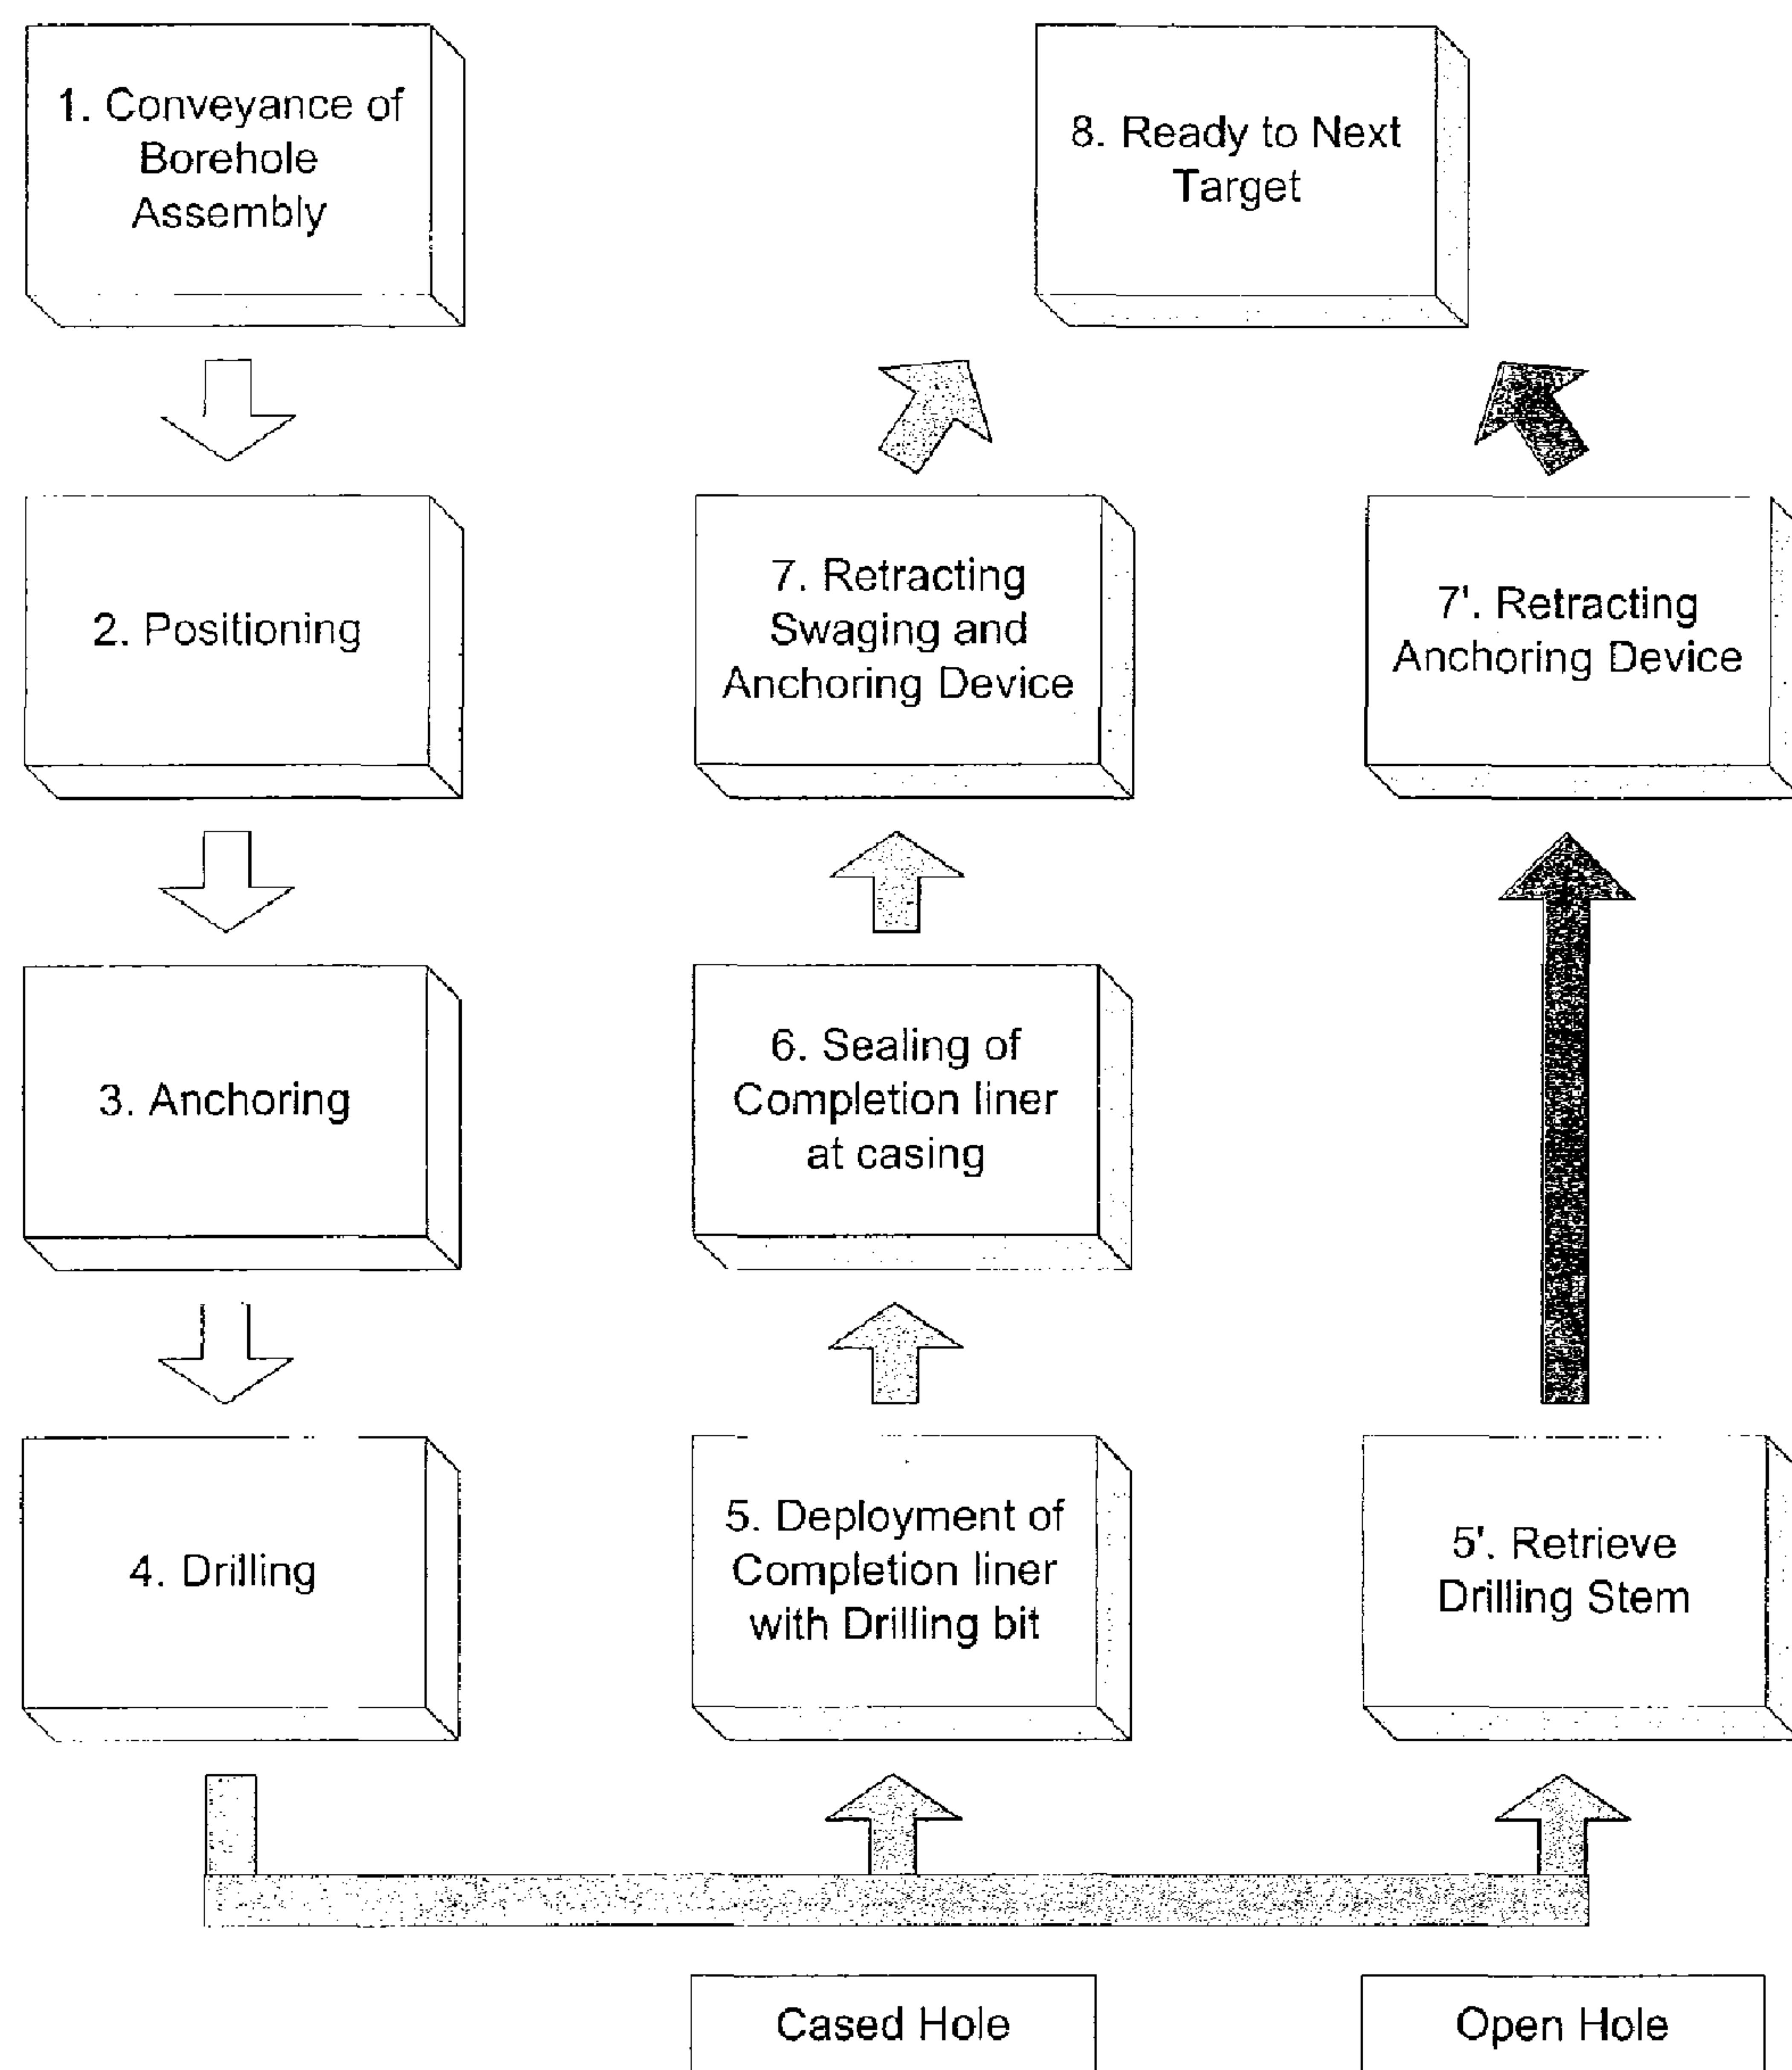 1. Conveyance of
Borehole
Assembly
2. Positioning
3. Anchoring
4. Drilling
5. Deployment of
Completion liner
with Drilling bit
6. Sealing of
Completion liner
at casing
7. Retracting
Swaging and
Anchoring Device
5'. Retrieve
Drilling Stem
7'. Retracting
Anchoring Device
8. Ready to Next
Target
Cased Hole
Open Hole